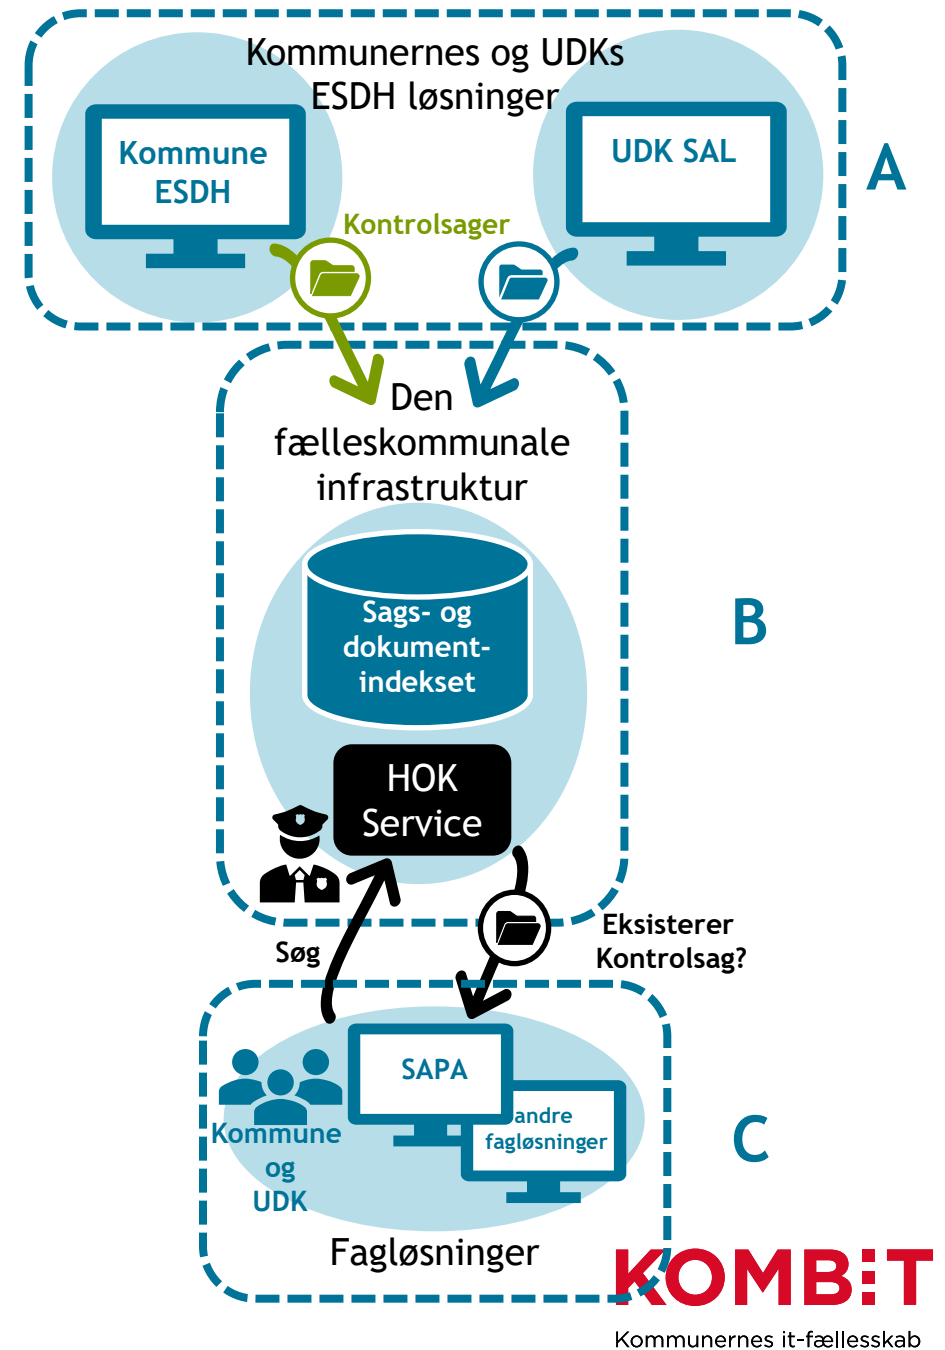 Kommunernes og UDKs
ESDH løsninger
Kommune
ESDH
UDK SAL
A
Kontrolsager
Den
fælleskommunale
infrastruktur
Sags- og
dokument-
indekset
B
HOK
Service
Søg
Eksisterer
Kontrolsag?
SAPA
andre
fagløsninger
Kommune
og
UDK
C
Fagløsninger
KOMBIT
Kommunernes it-fællesskab